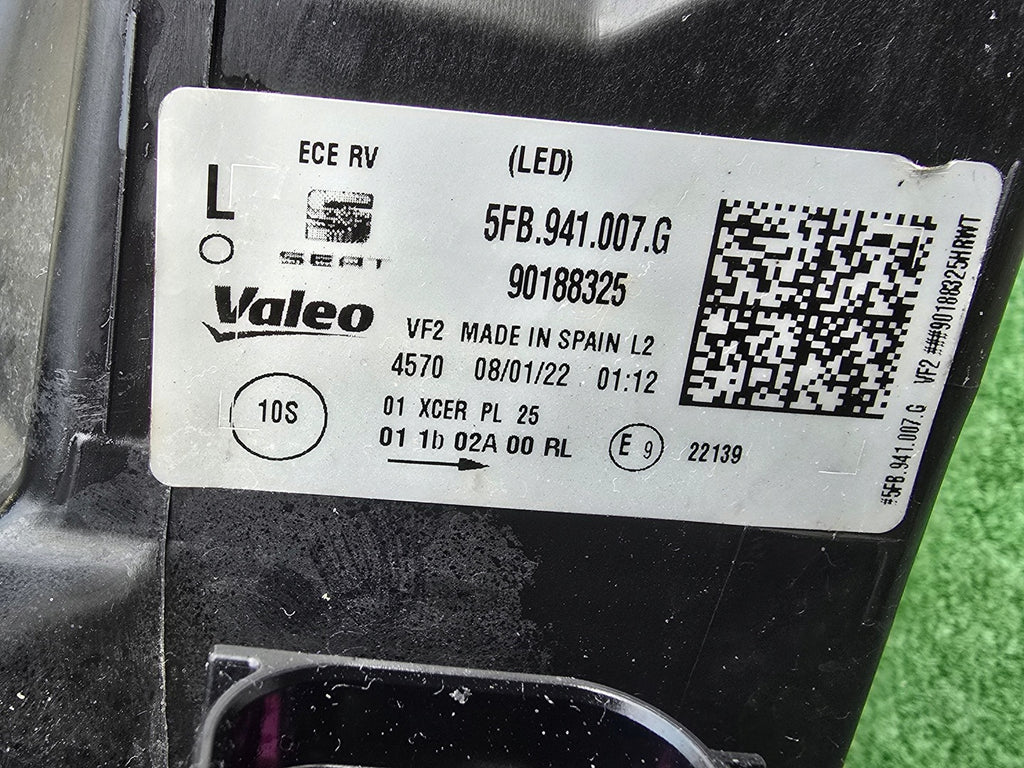 ECE RV
(LED)
L
O
SEAT
5FB.941.007.G
90188325
Valeo
VF2 MADE IN SPAIN L2
4570 08/01/22 01:12
10S
01 XCER PL 25
01 1b 02A 00 RL
E 9
22139
#5FB.941.007.G VF2 ###90188325HRWT